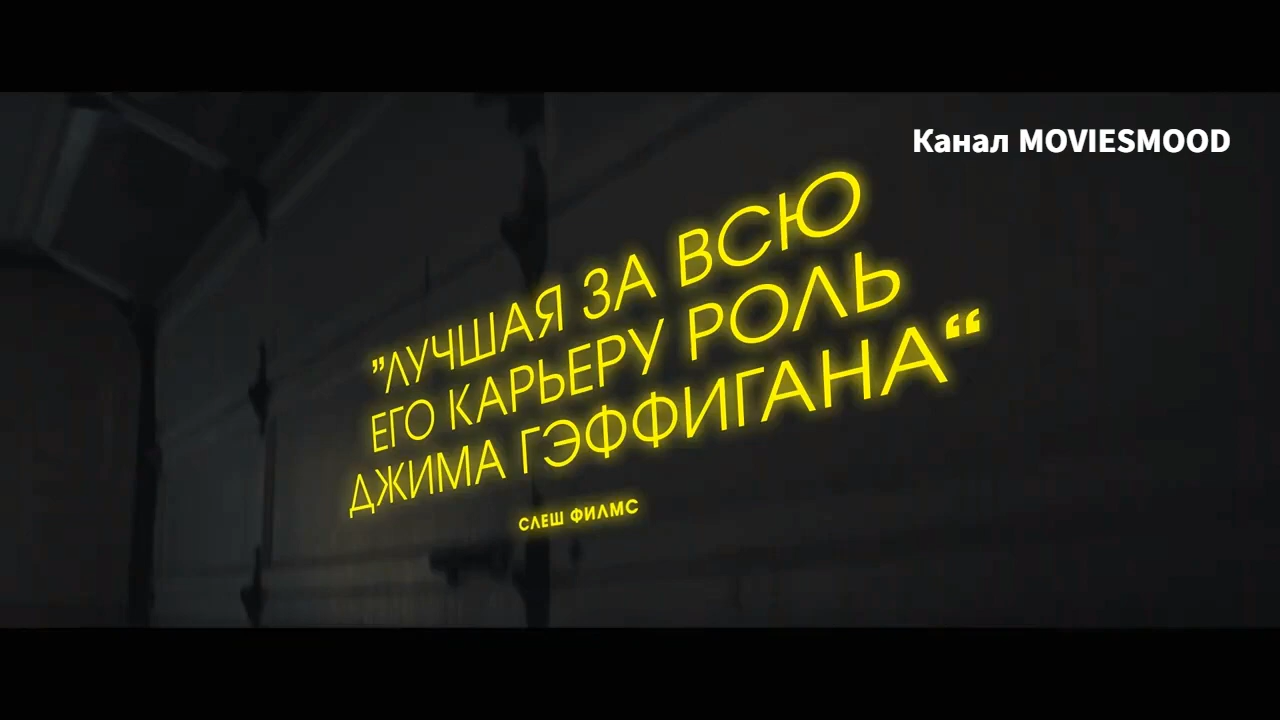 Канал MOVIESMOOD
"ЛУЧШАЯ ЗА ВСЮ
ЕГО КАРЬЕРУ РОЛЬ
ДЖИМА ГЭФФИГАНА“
СЛЕШ ФИЛМС